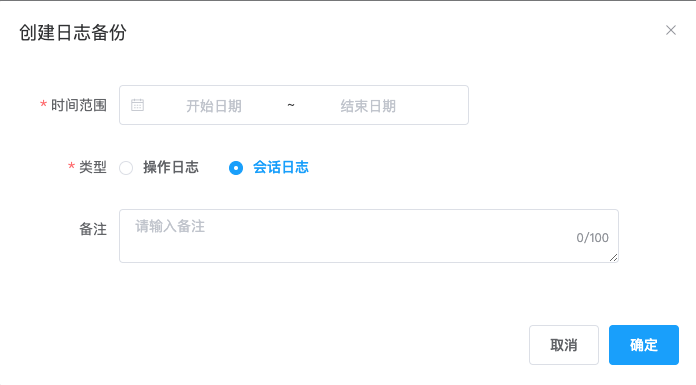 创建日志备份
* 时间范围 开始日期 ~ 结束日期
* 类型 操作日志 会话日志
备注 请输入备注
0/100
取消 确定